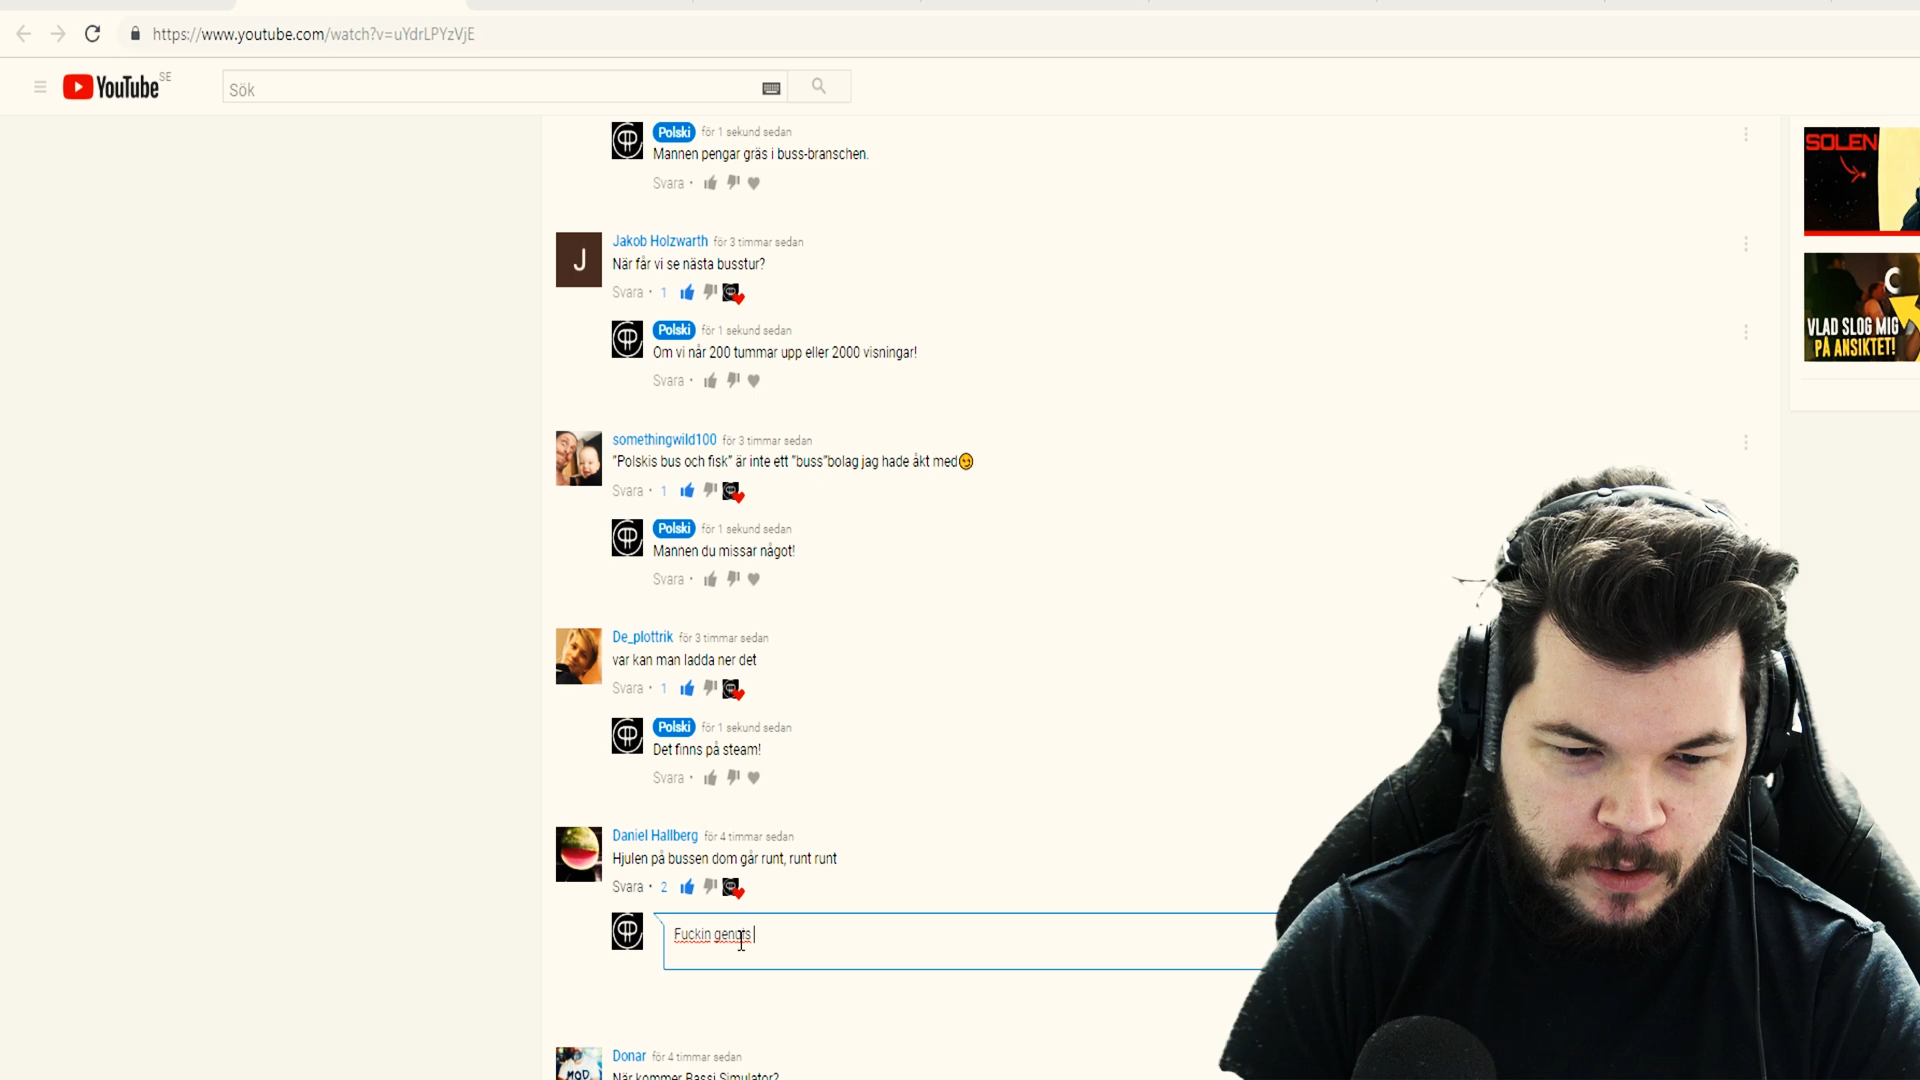 https://www.youtube.com/watch?v=uYdrLPYzVjE
YouTube SE
Sök
Polski för 1 sekund sedan
Mannen pengar gräs i buss-branschen.
Svara •
J
Jakob Holzwarth för 3 timmar sedan
När får vi se nästa busstur?
Svara • 1
Polski för 1 sekund sedan
Om vi når 200 tummar upp eller 2000 visningar!
Svara •
somethingwild100 för 3 timmar sedan
"Polskis bus och fisk" är inte ett "buss"bolag jag hade åkt med😉
Svara • 1
Polski för 1 sekund sedan
Mannen du missar något!
Svara •
De_plottrik för 3 timmar sedan
var kan man ladda ner det
Svara • 1
Polski för 1 sekund sedan
Det finns på steam!
Svara •
Daniel Hallberg för 4 timmar sedan
Hjulen på bussen dom går runt, runt runt
Svara • 2
Fuckin
Donar för 4 timmar sedan
MOD
När kommer Bassi Simulator?
SOLEN
VLAD SLOG MIG
PÅ ANSIKTET!